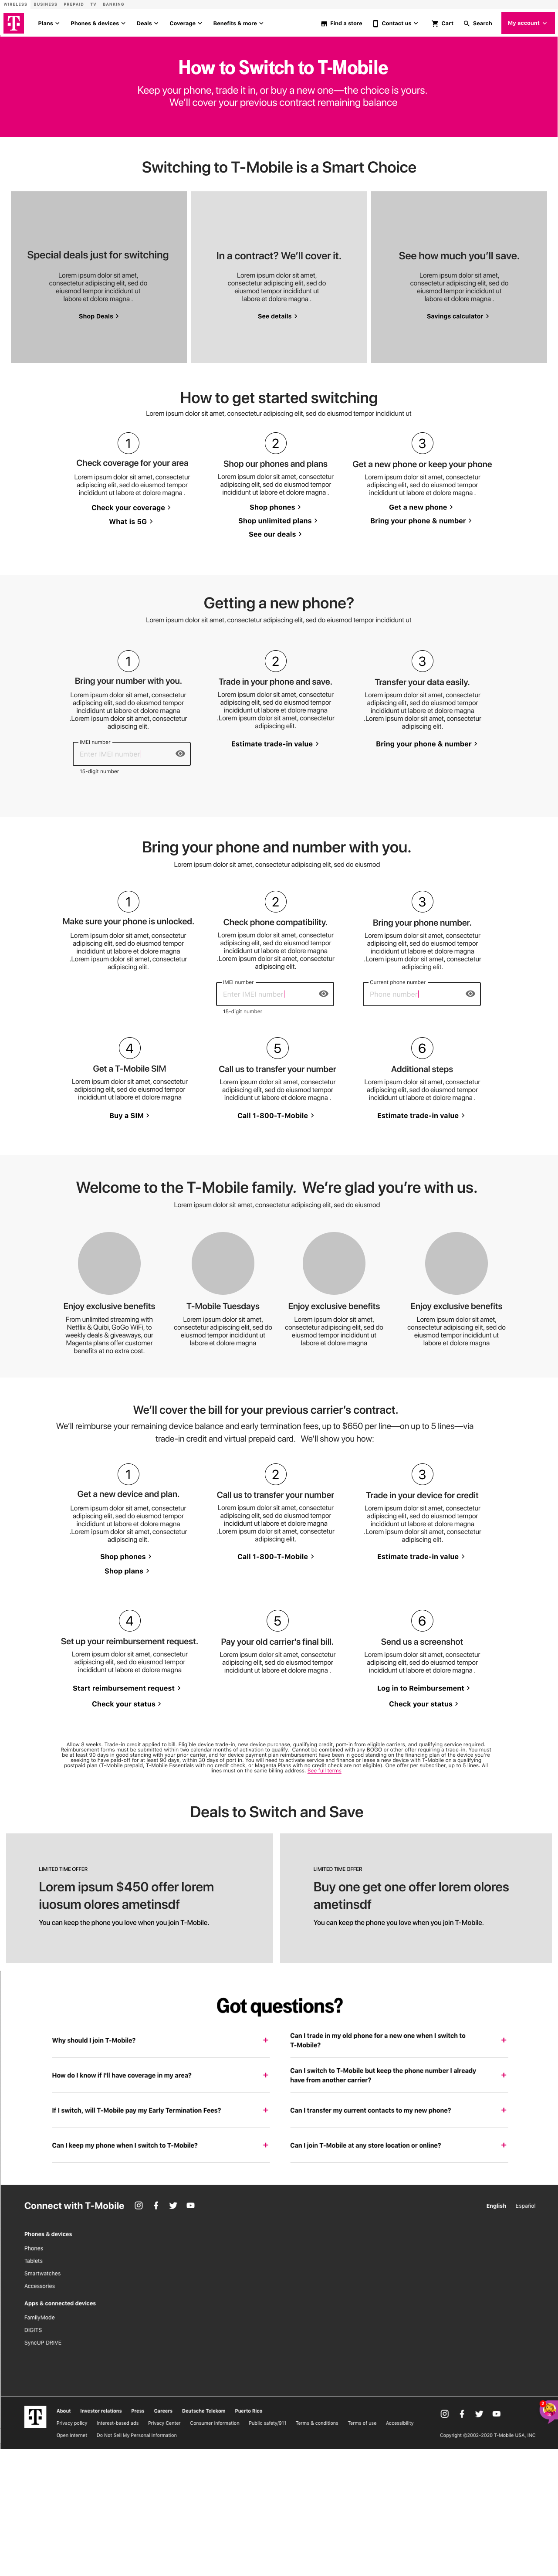 WIRELESS BUSINESS PREPAID TV BANKING
T Plans Phones & devices Deals Coverage Benefits & more Find a store Contact us Cart Search My account
How to Switch to T-Mobile
Keep your phone, trade it in, or buy a new one—the choice is yours.
We'll cover your previous contract remaining balance
Switching to T-Mobile is a Smart Choice
Special deals just for switching
Lorem ipsum dolor sit amet,
consectetur adipiscing elit, sed do
eiusmod tempor incididunt ut
labore et dolore magna .
Shop Deals
In a contract? We'll cover it.
Lorem ipsum dolor sit amet,
consectetur adipiscing elit, sed do
eiusmod tempor incididunt ut
labore et dolore magna .
See details
See how much you'll save.
Lorem ipsum dolor sit amet,
consectetur adipiscing elit, sed do
eiusmod tempor incididunt ut
labore et dolore magna .
Savings calculator
How to get started switching
Lorem ipsum dolor sit amet, consectetur adipiscing elit, sed do eiusmod tempor incididunt ut
1
Check coverage for your area
Lorem ipsum dolor sit amet, consectetur
adipiscing elit, sed do eiusmod tempor
incididunt ut labore et dolore magna .
Check your coverage
What is 5G
2
Shop our phones and plans
Lorem ipsum dolor sit amet, consectetur
adipiscing elit, sed do eiusmod tempor
incididunt ut labore et dolore magna .
Shop phones
Shop unlimited plans
See our deals
3
Get a new phone or keep your phone
Lorem ipsum dolor sit amet, consectetur
adipiscing elit, sed do eiusmod tempor
incididunt ut labore et dolore magna .
Get a new phone
Bring your phone & number
Getting a new phone?
Lorem ipsum dolor sit amet, consectetur adipiscing elit, sed do eiusmod tempor incididunt ut
1
Bring your number with you.
Lorem ipsum dolor sit amet, consectetur
adipiscing elit, sed do eiusmod tempor
incididunt ut labore et dolore magna
.Lorem ipsum dolor sit amet, consectetur
adipiscing elit.
IMEI number
Enter IMEI number
15-digit number
2
Trade in your phone and save.
Lorem ipsum dolor sit amet, consectetur
adipiscing elit, sed do eiusmod tempor
incididunt ut labore et dolore magna
.Lorem ipsum dolor sit amet, consectetur
adipiscing elit.
Estimate trade-in value
3
Transfer your data easily.
Lorem ipsum dolor sit amet, consectetur
adipiscing elit, sed do eiusmod tempor
incididunt ut labore et dolore magna
.Lorem ipsum dolor sit amet, consectetur
adipiscing elit.
Bring your phone & number
Bring your phone and number with you.
Lorem ipsum dolor sit amet, consectetur adipiscing elit, sed do eiusmod
1
Make sure your phone is unlocked.
Lorem ipsum dolor sit amet, consectetur
adipiscing elit, sed do eiusmod tempor
incididunt ut labore et dolore magna
.Lorem ipsum dolor sit amet, consectetur
adipiscing elit.
2
Check phone compatibility.
Lorem ipsum dolor sit amet, consectetur
adipiscing elit, sed do eiusmod tempor
incididunt ut labore et dolore magna
.Lorem ipsum dolor sit amet, consectetur
adipiscing elit.
IMEI number
Enter IMEI number
15-digit number
3
Bring your phone number.
Lorem ipsum dolor sit amet, consectetur
adipiscing elit, sed do eiusmod tempor
incididunt ut labore et dolore magna
.Lorem ipsum dolor sit amet, consectetur
adipiscing elit.
Current phone number
Phone number
4
Get a T-Mobile SIM
Lorem ipsum dolor sit amet, consectetur
adipiscing elit, sed do eiusmod tempor
incididunt ut labore et dolore magna
Buy a SIM
5
Call us to transfer your number
Lorem ipsum dolor sit amet, consectetur
adipiscing elit, sed do eiusmod tempor
incididunt ut labore et dolore magna .
Call 1-800-T-Mobile
6
Additional steps
Lorem ipsum dolor sit amet, consectetur
adipiscing elit, sed do eiusmod tempor
incididunt ut labore et dolore magna .
Estimate trade-in value
Welcome to the T-Mobile family. We're glad you're with us.
Lorem ipsum dolor sit amet, consectetur adipiscing elit, sed do eiusmod
Enjoy exclusive benefits
From unlimited streaming with
Netflix & Quibi, GoGo WiFi, to
weekly deals & giveaways, our
Magenta plans offer customer
benefits at no extra cost.
T-Mobile Tuesdays
Lorem ipsum dolor sit amet,
consectetur adipiscing elit, sed do
eiusmod tempor incididunt ut
labore et dolore magna
Enjoy exclusive benefits
Lorem ipsum dolor sit amet,
consectetur adipiscing elit, sed do
eiusmod tempor incididunt ut
labore et dolore magna
Enjoy exclusive benefits
Lorem ipsum dolor sit amet,
consectetur adipiscing elit, sed do
eiusmod tempor incididunt ut
labore et dolore magna
We'll cover the bill for your previous carrier's contract.
We'll reimburse your remaining device balance and early termination fees, up to $650 per line—on up to 5 lines—via
trade-in credit and virtual prepaid card. We'll show you how:
1
Get a new device and plan.
Lorem ipsum dolor sit amet, consectetur
adipiscing elit, sed do eiusmod tempor
incididunt ut labore et dolore magna
.Lorem ipsum dolor sit amet, consectetur
adipiscing elit.
Shop phones
Shop plans
2
Call us to transfer your number
Lorem ipsum dolor sit amet, consectetur
adipiscing elit, sed do eiusmod tempor
incididunt ut labore et dolore magna
.Lorem ipsum dolor sit amet, consectetur
adipiscing elit.
Call 1-800-T-Mobile
3
Trade in your device for credit
Lorem ipsum dolor sit amet, consectetur
adipiscing elit, sed do eiusmod tempor
incididunt ut labore et dolore magna
.Lorem ipsum dolor sit amet, consectetur
adipiscing elit.
Estimate trade-in value
4
Set up your reimbursement request.
Lorem ipsum dolor sit amet, consectetur
adipiscing elit, sed do eiusmod tempor
incididunt ut labore et dolore magna
Start reimbursement request
Check your status
5
Pay your old carrier's final bill.
Lorem ipsum dolor sit amet, consectetur
adipiscing elit, sed do eiusmod tempor
incididunt ut labore et dolore magna .
6
Send us a screenshot
Lorem ipsum dolor sit amet, consectetur
adipiscing elit, sed do eiusmod tempor
incididunt ut labore et dolore magna .
Log in to Reimbursement
Check your status
Allow 8 weeks. Trade-in credit applied to bill. Eligible device trade-in, new device purchase, qualifying credit, port-in from eligible carriers, and qualifying service required.
Reimbursement forms must be submitted within two calendar months of activation to qualify. Cannot be combined with any BOGO or other offer requiring a trade-in. You must
be at least 90 days in good standing with your prior carrier, and for device payment plan reimbursement have been in good standing on the financing plan of the device you're
seeking to have paid-off for at least 90 days, within 30 days of port in. You will need to activate service and finance or lease a new device with T-Mobile on a qualifying
postpaid plan (T-Mobile prepaid, T-Mobile Essentials with no credit check, or Magenta Plans with no credit check are not eligible). One offer per subscriber, up to 5 lines. All
lines must on the same billing address. See full terms
Deals to Switch and Save
LIMITED TIME OFFER
Lorem ipsum $450 offer lorem
iuosum olores ametinsdf
You can keep the phone you love when you join T-Mobile.
LIMITED TIME OFFER
Buy one get one offer lorem olores
ametinsdf
You can keep the phone you love when you join T-Mobile.
Got questions?
Why should I join T-Mobile? +
Can I trade in my old phone for a new one when I switch to
T-Mobile? +
How do I know if I'll have coverage in my area? +
Can I switch to T-Mobile but keep the phone number I already
have from another carrier? +
If I switch, will T-Mobile pay my Early Termination Fees? +
Can I transfer my current contacts to my new phone? +
Can I keep my phone when I switch to T-Mobile? +
Can I join T-Mobile at any store location or online? +
Connect with T-Mobile English Español
Phones & devices
Phones
Tablets
Smartwatches
Accessories
Apps & connected devices
FamilyMode
DIGITS
SyncUP DRIVE
T About Investor relations Press Careers Deutsche Telekom Puerto Rico
Privacy policy Interest-based ads Privacy Center Consumer information Public safety/911 Terms & conditions Terms of use Accessibility
Open Internet Do Not Sell My Personal Information Copyright ©2002-2020 T-Mobile USA, INC